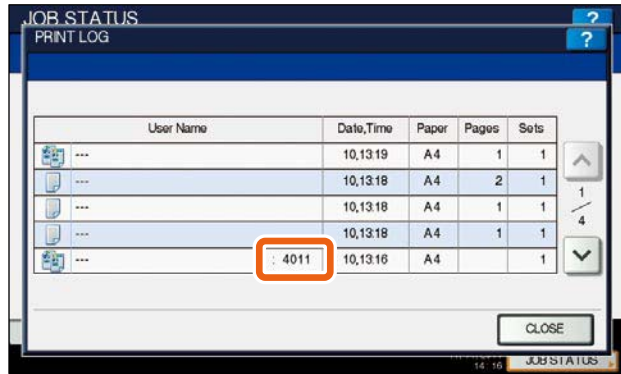 JOB STATUS ?
PRINT LOG ?
User Name Date,Time Paper Pages Sets
--- 10,13:19 A4 1 1
--- 10,13:18 A4 2 1
--- 10,13:18 A4 1 1
--- 10,13:18 A4 1 1
--- : 4011 10,13:16 A4 1
1
4
CLOSE
14:16 JOB STATUS